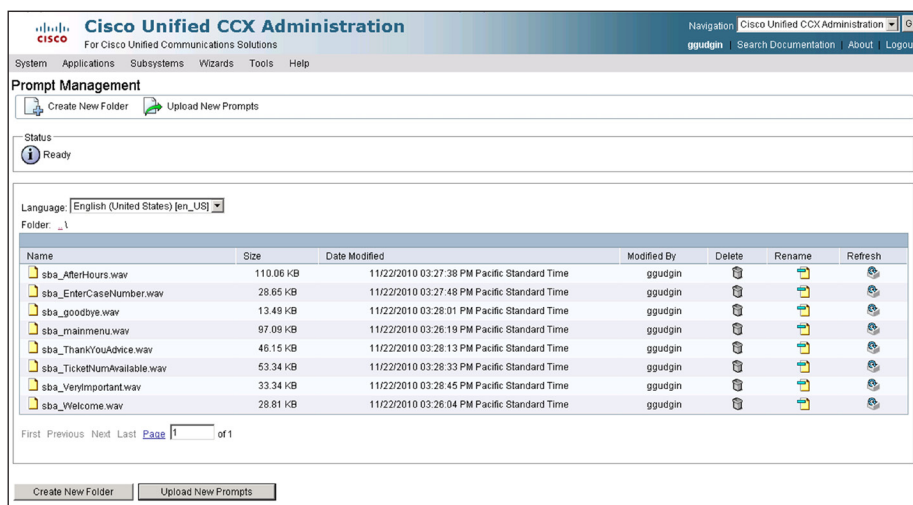 cisco
Cisco Unified CCX Administration
For Cisco Unified Communications Solutions
Navigation Cisco Unified CCX Administration G
ggudgin | Search Documentation | About | Logou
System Applications Subsystems Wizards Tools Help
Prompt Management
Create New Folder Upload New Prompts
Status
Ready
Language: English (United States) [en_US]
Folder: _\
Name Size Date Modified Modified By Delete Rename Refresh
sba_AfterHours.wav 110.06 KB 11/22/2010 03:27:38 PM Pacific Standard Time ggudgin
sba_EnterCaseNumber.wav 28.65 KB 11/22/2010 03:27:48 PM Pacific Standard Time ggudgin
sba_goodbye.wav 13.49 KB 11/22/2010 03:28:01 PM Pacific Standard Time ggudgin
sba_mainmenu.wav 97.09 KB 11/22/2010 03:26:19 PM Pacific Standard Time ggudgin
sba_ThankYouAdvice.wav 46.15 KB 11/22/2010 03:28:13 PM Pacific Standard Time ggudgin
sba_TicketNumAvailable.wav 53.34 KB 11/22/2010 03:28:33 PM Pacific Standard Time ggudgin
sba_VeryImportant.wav 33.34 KB 11/22/2010 03:28:45 PM Pacific Standard Time ggudgin
sba_Welcome.wav 28.81 KB 11/22/2010 03:26:04 PM Pacific Standard Time ggudgin
First Previous Next Last Page 1 of 1
Create New Folder Upload New Prompts